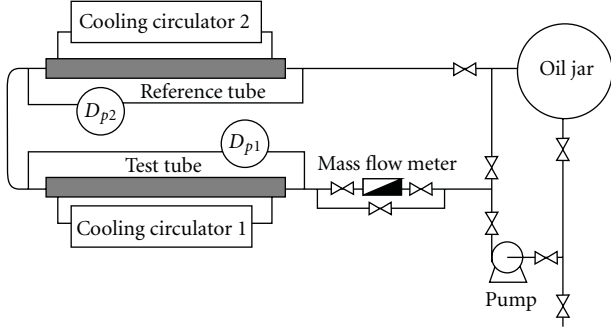 Cooling circulator 2
Oil jar
Reference tube
Dp2
Dp1
Test tube
Mass flow meter
Cooling circulator 1
Pump